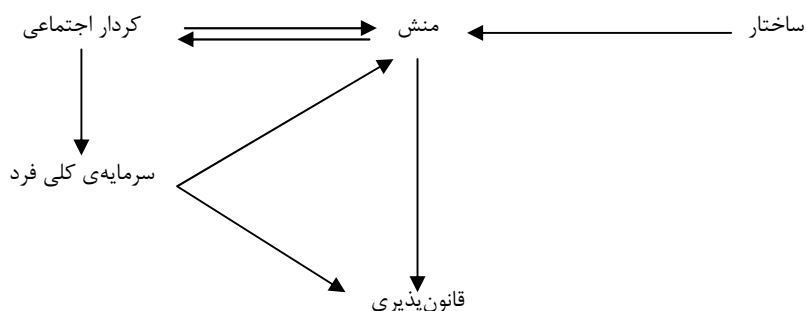 ساختار
منش
کردار اجتماعی
سرمایه‌ی کلی فرد
قانون‌پذیری